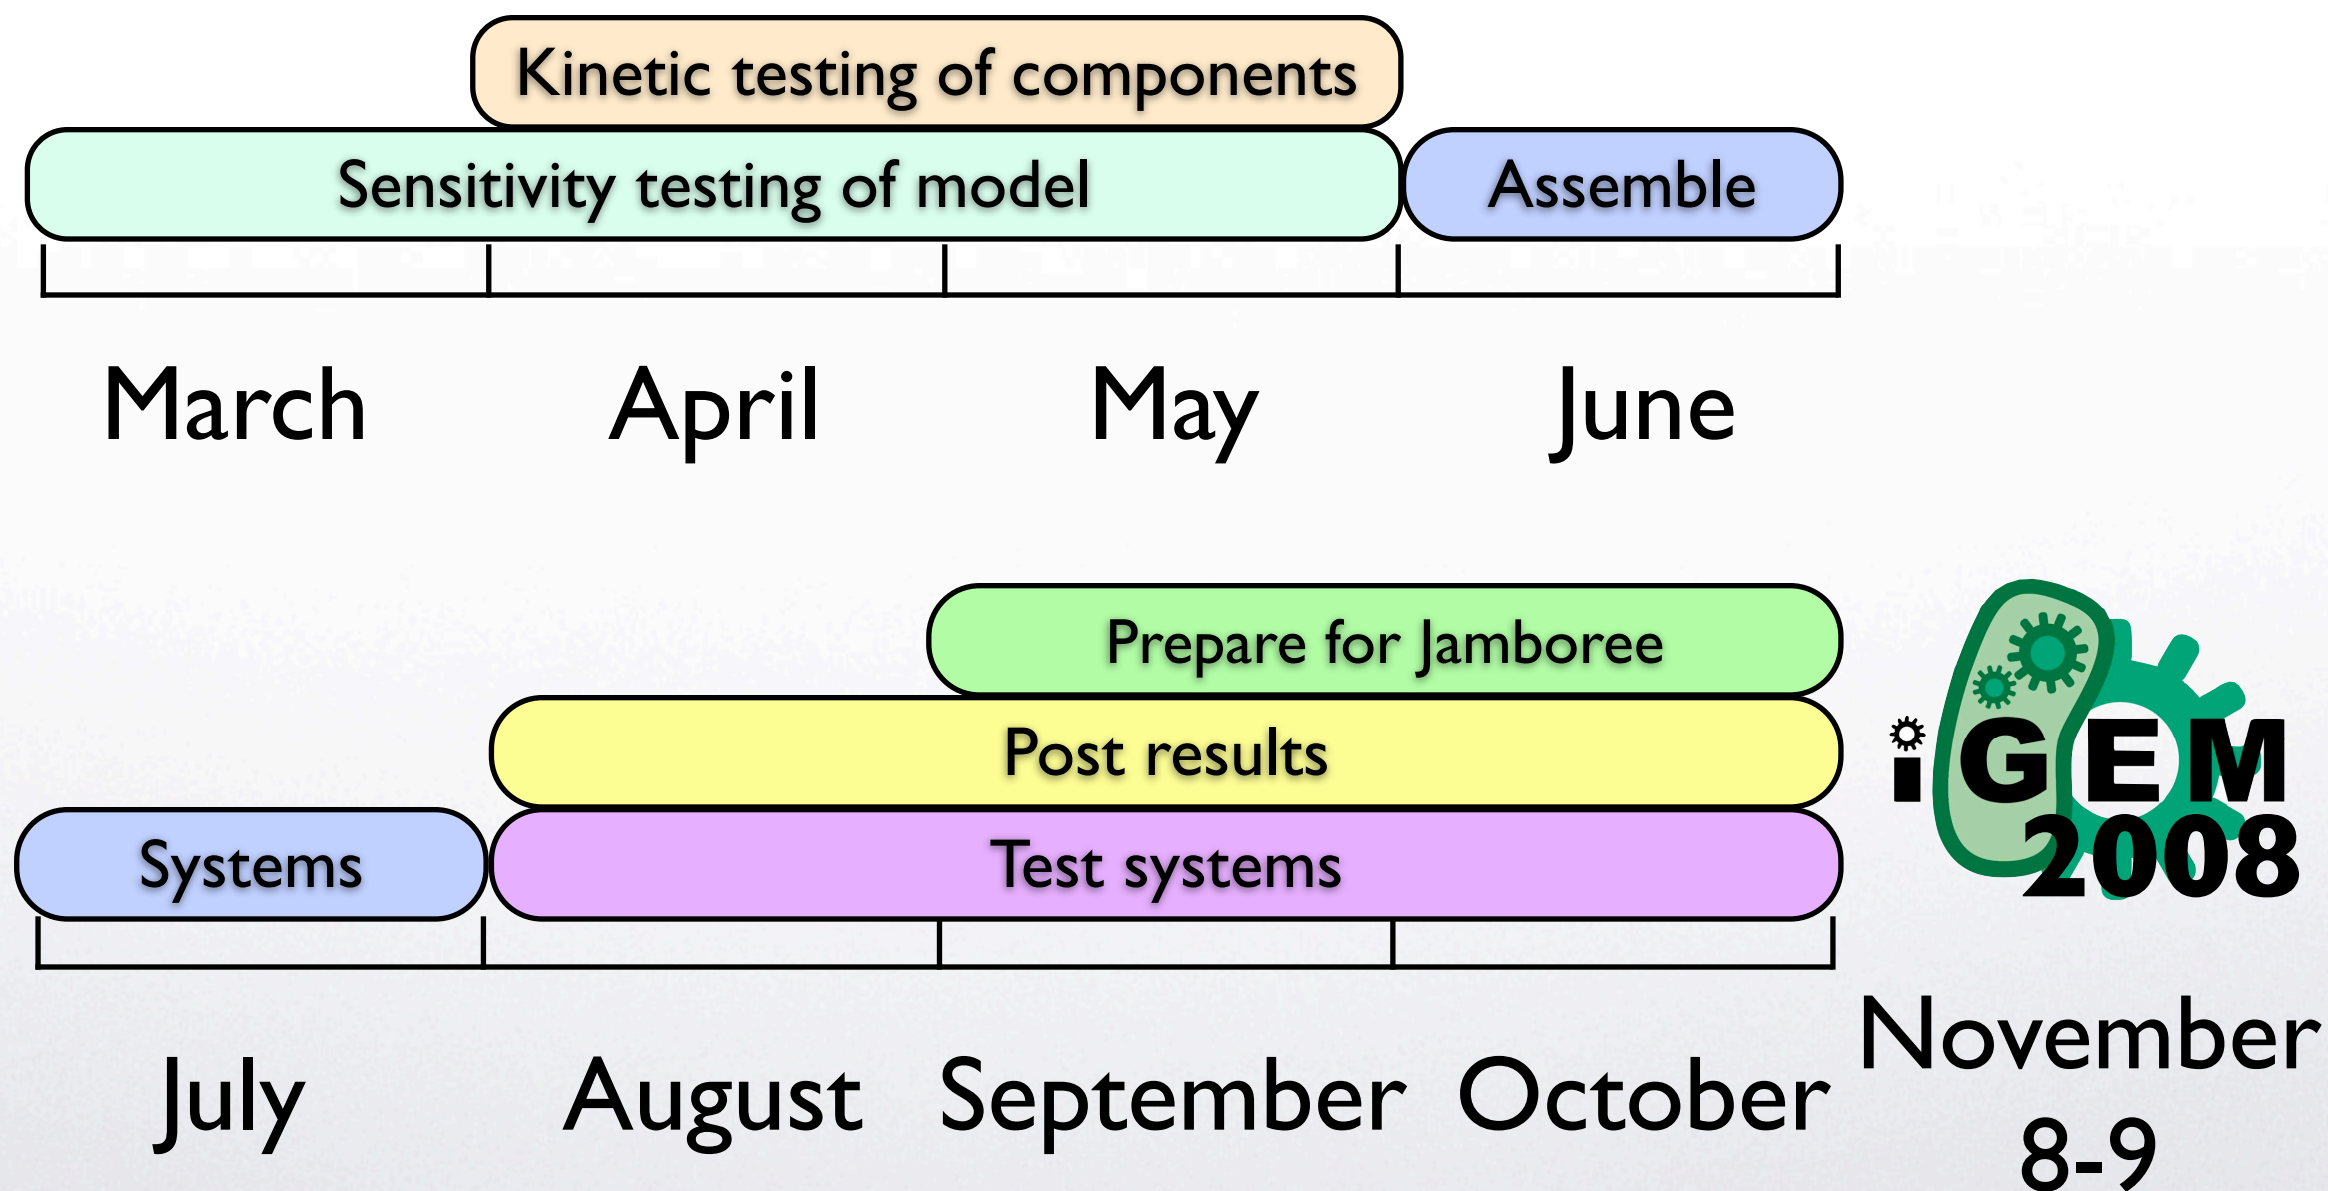 Kinetic testing of components
Sensitivity testing of model
Assemble
March
April
May
June
Prepare for Jamboree
Post results
Systems
Test systems
iGEM
2008
July
August
September
October
November
8-9